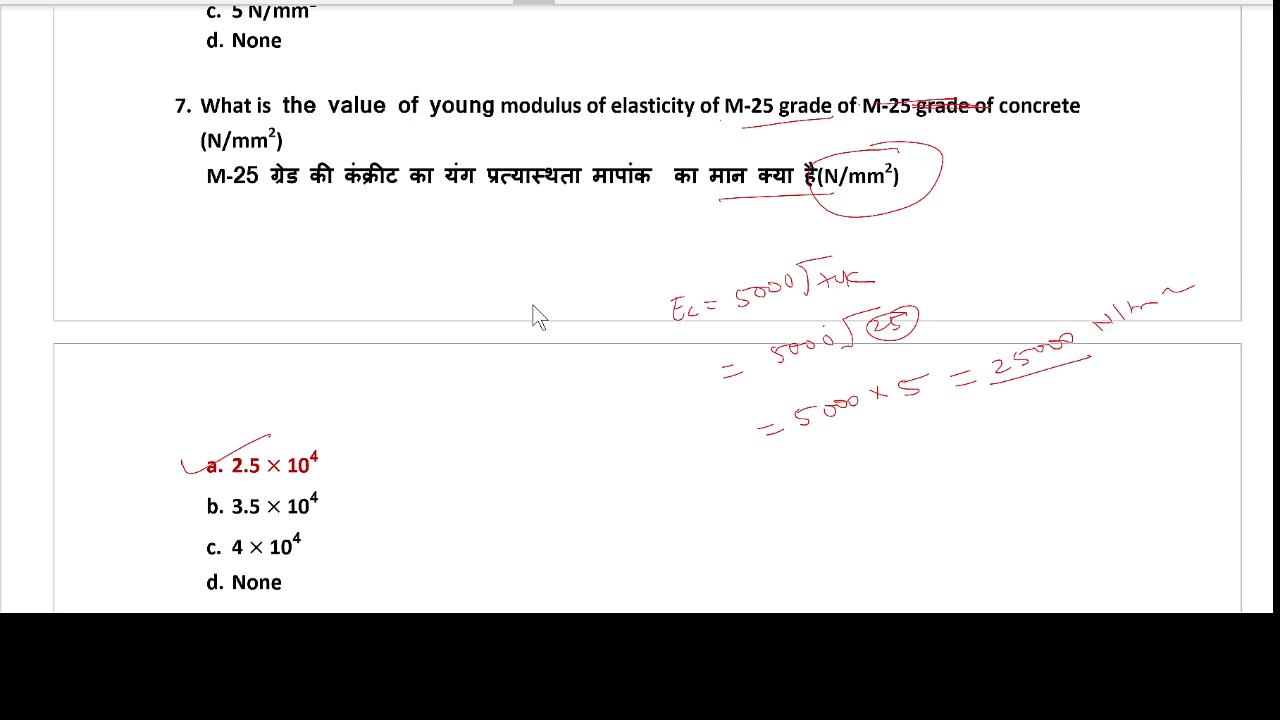 c. 5 N/mm²
d. None
7. What is the value of young modulus of elasticity of M-25 grade of M-25 grade of concrete
(N/mm²)
M-25 ग्रेड की कंक्रीट का यंग प्रत्यास्थता मापांक का मान क्या है(N/mm²)
Ec = 5000√fck
= 5000√25
= 5000 × 5 = 25000 N/m
a. 2.5 × 10⁴
b. 3.5 × 10⁴
c. 4 × 10⁴
d. None